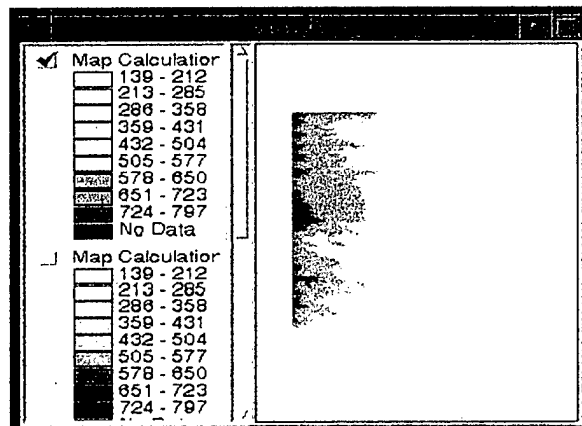 Map Calculation
139 - 212
213 - 285
286 - 358
359 - 431
432 - 504
505 - 577
578 - 650
651 - 723
724 - 797
No Data
Map Calculation
139 - 212
213 - 285
286 - 358
359 - 431
432 - 504
505 - 577
578 - 650
651 - 723
724 - 797